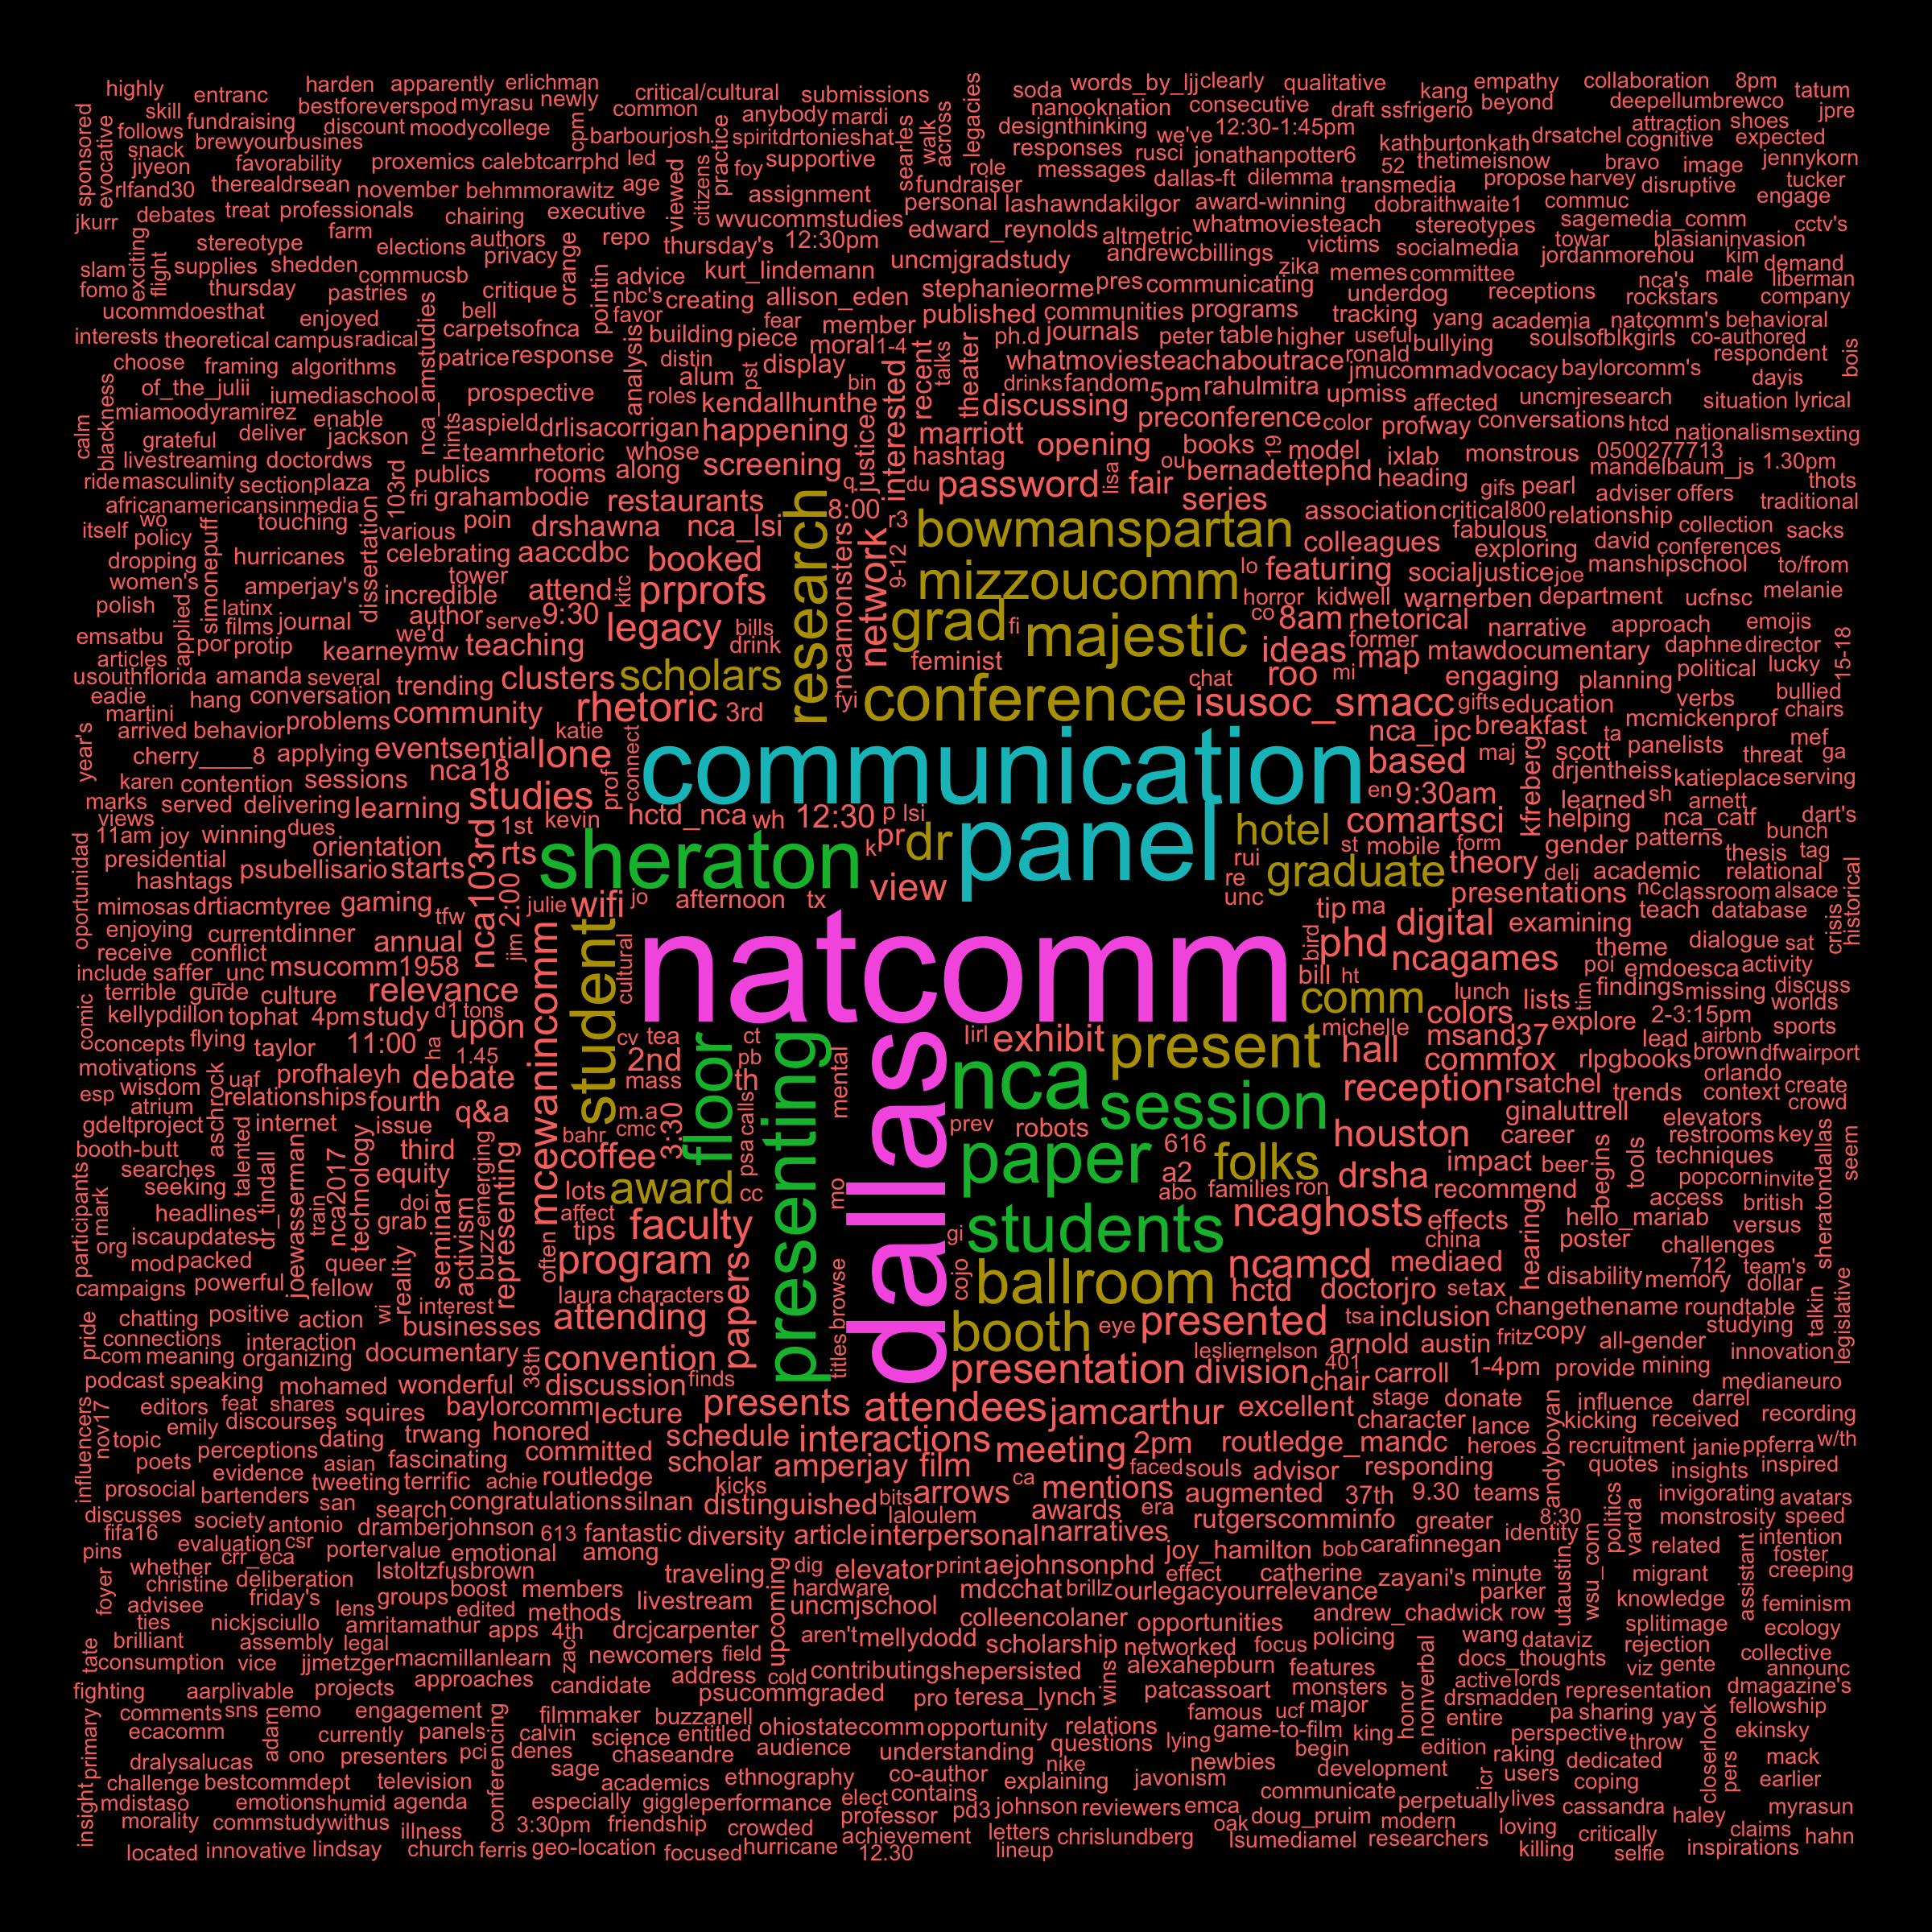 highly entranc harden apparently erlichman critical/cultural submissions legacies soda words_by_ljj clearly qualitative kang empathy collaboration 8pm tatum
sponsored skill fundraising bestforeverspod myrasu newly cpm common anybody mardi across nanooknation consecutive draft ssfrigerio beyond deepellumbrewco jpre
follows discount moodycollege barbourjosh practice spirit drtonieshat walk designthinking we've 12:30-1:45pm kathburtonkath drsatchel attraction shoes
snack brewyourbusines proxemics calebtcarrphd led foy supportive searles responses rusci jonathanpotter6 52 thetimeisnow cognitive expected
evocative jiyeon favorability age viewed citizens role messages dallas-ft dilemma transmedia propose harvey bravo image jennykorn
rlfand30 therealdrsean november behmmorawitz assignment fundraiser award-winning dobraithwaite1 commuc disruptive tucker engage
jkurr debates treat professionals chairing executive wvucommstudies personal lashawndakilgor whatmoviesteach stereotypes sagemedia_comm cctv's
exciting stereotype farm elections authors privacy orange repo thursday's 12:30pm edward_reynolds altmetric andrewcbillings victims socialmedia towar blasianinvasion
slam flight supplies shedden commucsb pointin advice kurt_lindemann uncmjgradstudy zika memes committee jordanmorehou kim demand
fomo thursday pastries critique nbc's creating allison_eden stephanieorme pres communicating underdog receptions nca's male liberman
ucommdoesthat enjoyed bell favor fear member published communities programs tracking yang academia rockstars company
interests theoretical campus radical amstudies carpetsofnca building piece moral 1-4 talks ph.d journals peter table higher useful bullying soulsofblkgirls natcomm's behavioral co-authored
choose framing algorithms patrice response analysis distin display recent theater whatmoviesteachaboutrace ronald jmucommadvocacy baylorcomm's respondent bois
of_the_julii iumediaschool prospective alum pst bin drinks fandom 5pm rahulmitra upmiss affected uncmjresearch dayis situation lyrical
calm blackness miamoodyramirez enable nca_ hints aspield drlisacorrigan roles kendallhunthe interested discussing preconference color profway conversations htcd nationalism sexting
grateful deliver jackson teamrhetoric whose happening justice marriott opening books 19 model ixlab monstrous 0500277713
livestreaming doctordws 103rd publics rooms along screening q hashtag lisa ou bernadettephd heading mandelbaum_js 1.30pm
ride masculinity section plaza fri grahambodie restaurants research 8:00 du password fair series gifs pearl adviser offers thots
africanamericansinmedia various poin drshawna nca_lsi r3 bowmanspartan association critical 800 relationship traditional
itself wo policy touching dissertation celebrating aaccdbc booked ncamonsters network 9-12 colleagues fabulous david collection sacks
dropping simonepuff hurricanes tower incredible attend kitc prprofs mizzoucomm lo featuring exploring socialjustice joe conferences manshipschool to/from
women's amperjay's author serve 9:30 legacy bills grad fi majestic horror kidwell warnerben department ucfnsc melanie
polish applied latinx films journal we'd drink co 8am rhetorical narrative approach emojis
emsatbu por protip kearneymw teaching feminist ideas former map mtawdocumentary daphne director 15-18
articles usouthflorida amanda several trending clusters scholars fyi conference chat roo mi engaging planning political lucky
eadie hang conversation community rhetoric 3rd isusoc_smacc gifts education verbs bullied
martini arrived behavior problems katie nca_ipc breakfast ta mcmickenprof chairs
year's cherry____8 applying eventsential lone connect communication based maj scott panelists threat mef ga
karen contention sessions nca18 studies prof en 9:30am kfreberg drjentheiss katieplace serving
marks served delivering learning 1st kevin hctd_nca wh 12:30 p lsi comartsci learned sh arnett
views 11am joy winning dues orientation nca103rd rts sheraton k pr dr panel hotel st mobile form helping gender nca_catf patterns bunch dart's
presidential psubellisario starts view rui re graduate theory deli academic thesis tag relational
oportunidad hashtags gaming tfw julie wifi jo afternoon tx unc presentations nc classroom alsace historical
mimosas drtiacmtyree jim 2:00 student natcomm tip ma digital examining teach database crisis
enjoying current dinner annual cultural bird phd theme dialogue sat
receive conflict msucomm1958 mcewanincomm bill ht ncagames poi emdoesca activity
include saffer_unc relevance comm lunch lists tim findings missing discuss
comic terrible guide culture study d1 tons upon colors explore 2-3:15pm worlds
kellypdillon tophat 4pm ha cv tea floor presenting ct dallas lirl exhibit michelle msand37 lead airbnb sports
concepts flying taylor 11:00 1.45 2nd pb nca present hall commfox rlpgbooks brown dfwairport
motivations profhaleyh debate mass th mental reception rsatchel trends orlando
esp wisdom uaf relationships fourth q&a m.a calls session context create
atrium aschrock internet issue cmc psa prev robots houston ginaluttrell elevators crowd
gdeltproject third bahr 3:30 paper 616 folks career restrooms key
booth-butt talented joewasserman technology equity emerging coffee award cc a2 drsha impact beer begins tools techniques
searches seeking doi lots mo abo families ron recommend popcorn invite seem
participants mark headlines dr_tindall train nca2017 grab activism representing affect faculty students ncaghosts effects hello_mariab access british sheratondallas
org iscaupdates seminar buzz often tips gi china hearing poster versus
mod packed queer reality program papers ballroom ncamcd mediaed disability challenges
campaigns powerful fellow laura characters cojo hctd doctorjro setax memory 712 team's dollar
chatting positive action wi interest attending browse booth eye presented tsa inclusion changethename roundtable talkin
pride connections interaction businesses titles leslienelson arnold austin fritz copy all-gender studying
com meaning organizing documentary 38th convention presentation division 401 chair carroll 1-4pm provide mining innovation legislative
podcast speaking mohamed wonderful discussion finds stage donate medianeuro
influencers nov17 editors feat shares squires baylorcomm lecture presents attendees jamcarthur excellent character influence darrel
emily discourses trwang honored schedule interactions meeting 2pm routledge_mandc lance andyboyan kicking received recording
topic perceptions dating fascinating committed scholar amperjay film heroes recruitment janie ppferra w/th
poets evidence asian tweeting terrific achie routledge kicks ca mentions faced souls advisor responding quotes insights inspired
prosocial bartenders san search congratulations silnan distinguished bits arrows augmented 37th 9.30 teams invigorating avatars
discusses society antonio dramberjohnson 613 fantastic diversity article laloulem awards era rutgerscomminfo greater 8:30 politics monstrosity speed
fifa16 evaluation csr portervalue emotional among interpersonal narratives identity varda intention
pins whether crr_eca lstoltzfusbrown traveling upcoming dig elevator print aejohnsonphd joy_hamilton bob carafinnegan related foster
foyer christine deliberation boost members hardware mdcchat brillz effect catherine zayani's minute utaustin wsu_com migrant assistant creeping
advisee friday's groups edited livestream uncmjschool ourlegacyyourrelevance parker knowledge feminism
ties nickjsciullo lens amritamathur apps 4th methods drcjcarpenter colleencolaner opportunities andrew_chadwick row splitimage
tate brilliant assembly legal zac aren't mellydodd scholarship networked focus policing nonverbal wang dataviz rejection ecology
consumption vice jjmetzger macmillanlearn newcomers field contributing shepersisted wins alexahepburn features docs_thoughts viz gente collective
fighting aarplivable projects approaches candidate address cold patcassoart monsters honor active lords announc
primary comments sns emo engagement conferencing psucommgraded pro teresa_lynch drsmadden representation dmagazine's
ecacomm adam currently panels calvin filmmaker buzzanell ohiostatecomm opportunity relations famous ucf major entire pa sharing yay fellowship
dralysalucas ono presenters pci denes science entitled audience questions lying game-to-film king perspective throw closerlook ekinsky
insight challenge bestcommdept television sage chaseandre understanding nike newbies begin edition raking dedicated pers mack
mdistaso emotions humid agenda academics ethnography co-author explaining javonism development icr users coping earlier
morality commstudywithus illness especially giggle performance elect contains communicate perpetually lives cassandra myrasun
3:30pm friendship crowded professor pd3 johnson reviewers emca oak doug_pruim modern loving haley claims
located innovative lindsay church ferris geo-location focused hurricane achievement 12.30 letters lineup chrislundberg lsumediamel researchers killing critically selfie inspirations hahn